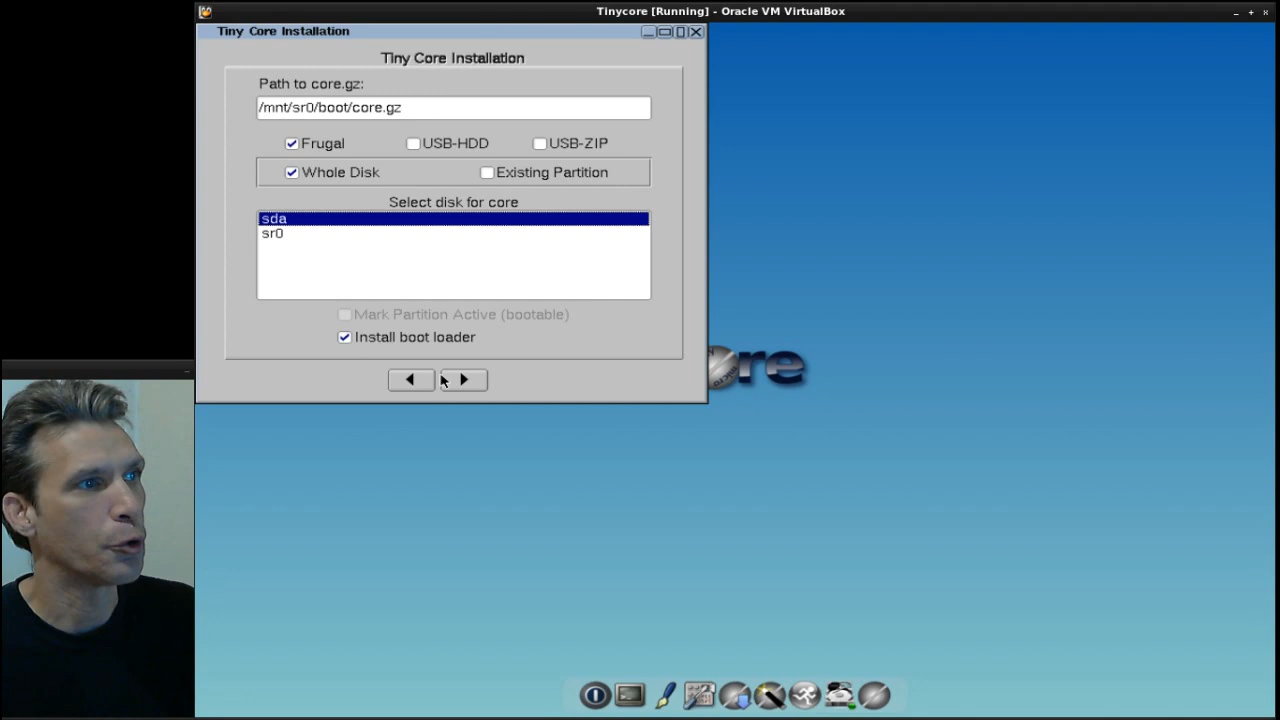 Tinycore [Running] - Oracle VM VirtualBox
Tiny Core Installation
Tiny Core Installation
Path to core.gz:
/mnt/sr0/boot/core.gz
Frugal USB-HDD USB-ZIP
Whole Disk Existing Partition
Select disk for core
sda
sr0
Mark Partition Active (bootable)
Install boot loader